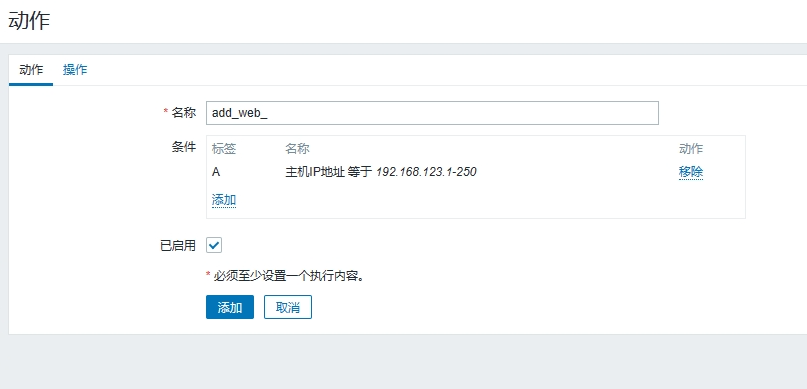 动作
动作 操作
* 名称 add_web_
条件 标签 名称 动作
A 主机IP地址 等于 192.168.123.1-250 移除
添加
已启用
* 必须至少设置一个执行内容。
添加 取消